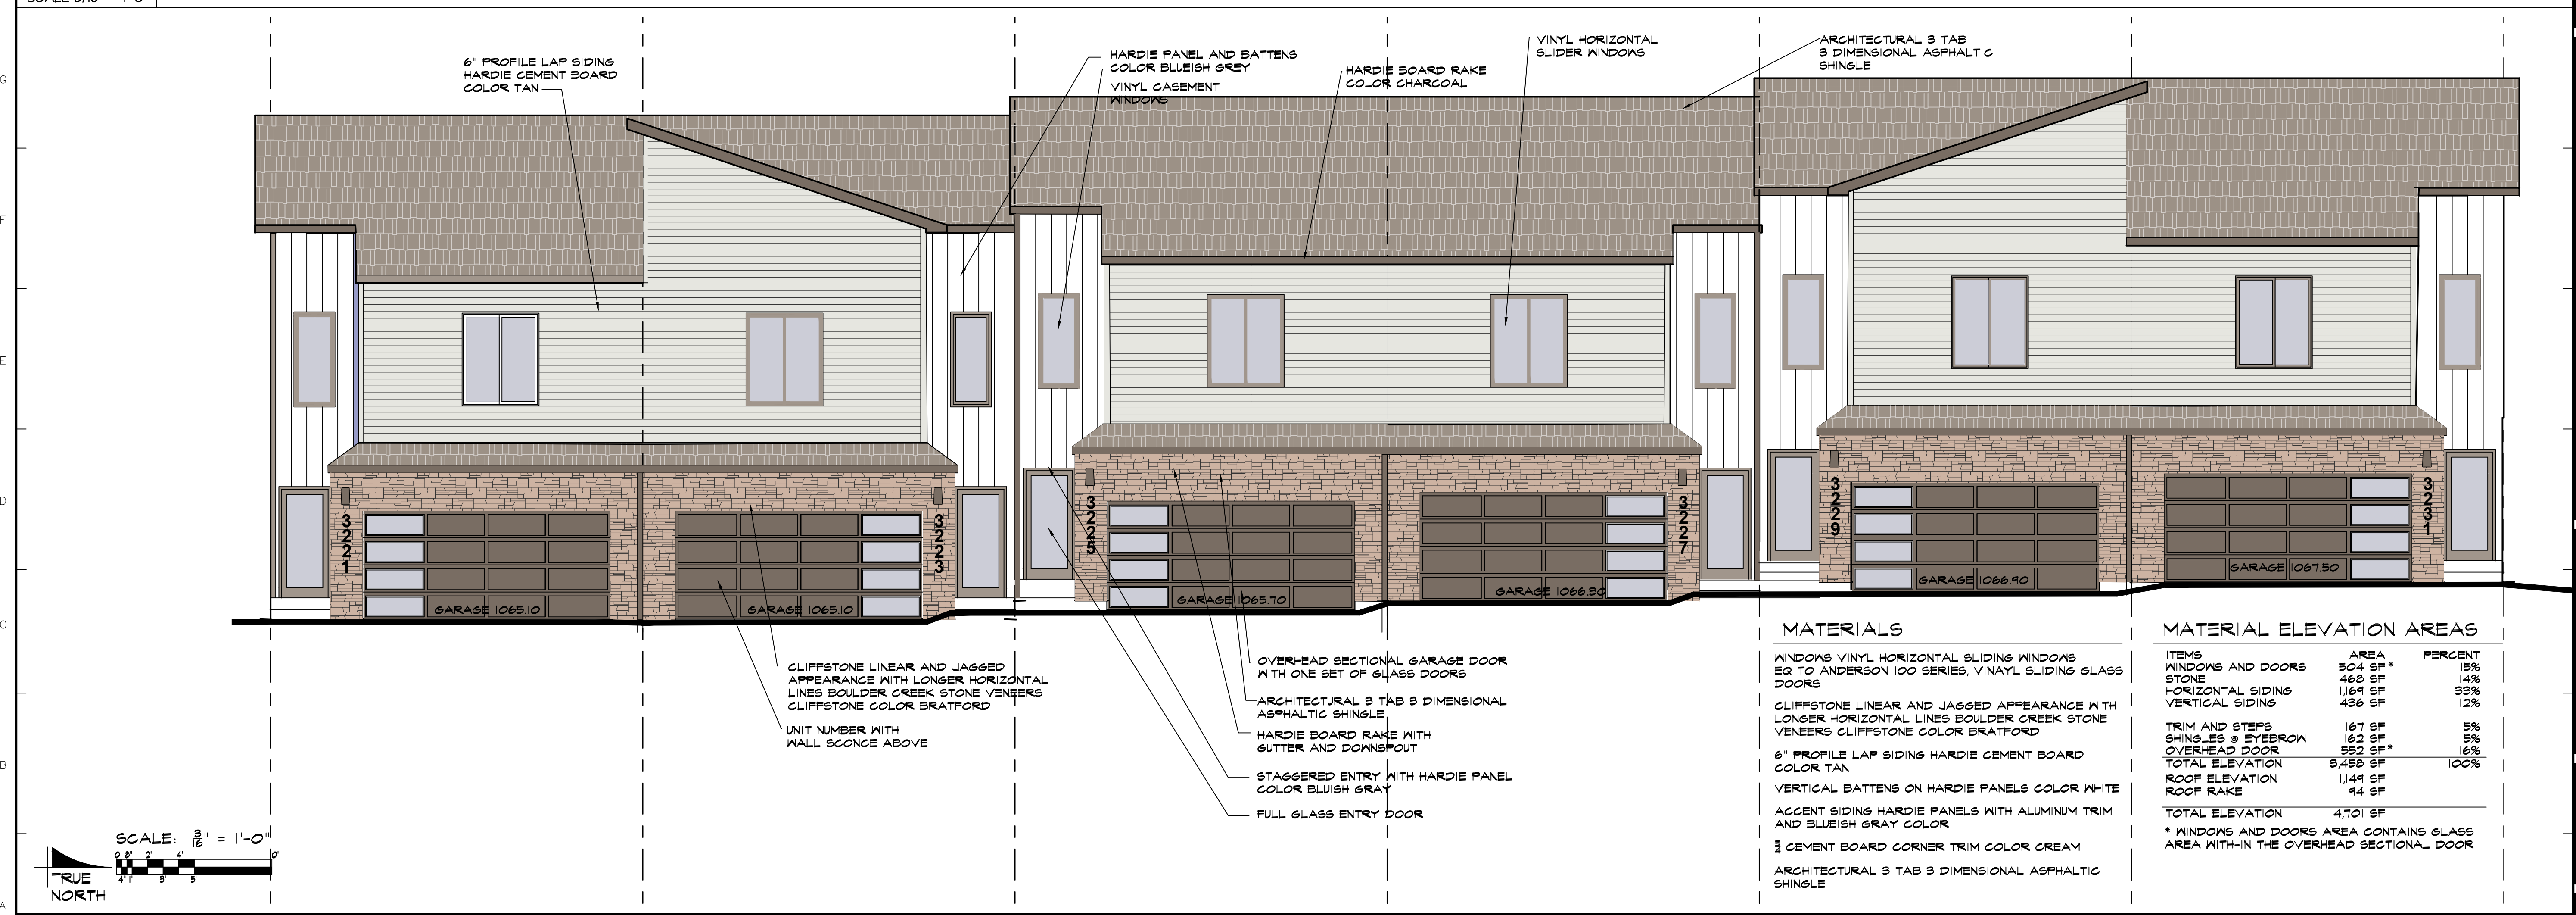 6" PROFILE LAP SIDING
HARDIE CEMENT BOARD
COLOR TAN
HARDIE PANEL AND BATTENS
COLOR BLUEISH GREY
VINYL CASEMENT
WINDOWS
HARDIE BOARD RAKE
COLOR CHARCOAL
VINYL HORIZONTAL
SLIDER WINDOWS
ARCHITECTURAL 3 TAB
3 DIMENSIONAL ASPHALTIC
SHINGLE
G
F
E
D
C
B
A
3221
3223
3225
3227
3229
3231
GARAGE 1065.10
GARAGE 1065.10
GARAGE 1065.70
GARAGE 1066.30
GARAGE 1066.90
GARAGE 1067.50
CLIFFSTONE LINEAR AND JAGGED
APPEARANCE WITH LONGER HORIZONTAL
LINES BOULDER CREEK STONE VENEERS
CLIFFSTONE COLOR BRATFORD
UNIT NUMBER WITH
WALL SCONCE ABOVE
OVERHEAD SECTIONAL GARAGE DOOR
WITH ONE SET OF GLASS DOORS
ARCHITECTURAL 3 TAB 3 DIMENSIONAL
ASPHALTIC SHINGLE
HARDIE BOARD RAKE WITH
GUTTER AND DOWNSPOUT
STAGGERED ENTRY WITH HARDIE PANEL
COLOR BLUISH GRAY
FULL GLASS ENTRY DOOR
MATERIALS
WINDOWS VINYL HORIZONTAL SLIDING WINDOWS
EQ TO ANDERSON 100 SERIES, VINAYL SLIDING GLASS
DOORS
CLIFFSTONE LINEAR AND JAGGED APPEARANCE WITH
LONGER HORIZONTAL LINES BOULDER CREEK STONE
VENEERS CLIFFSTONE COLOR BRATFORD
6" PROFILE LAP SIDING HARDIE CEMENT BOARD
COLOR TAN
VERTICAL BATTENS ON HARDIE PANELS COLOR WHITE
ACCENT SIDING HARDIE PANELS WITH ALUMINUM TRIM
AND BLUEISH GRAY COLOR
CEMENT BOARD CORNER TRIM COLOR CREAM
ARCHITECTURAL 3 TAB 3 DIMENSIONAL ASPHALTIC
SHINGLE
MATERIAL ELEVATION AREAS
ITEMS AREA PERCENT
WINDOWS AND DOORS 504 SF * 15%
STONE 468 SF 14%
HORIZONTAL SIDING 1,169 SF 33%
VERTICAL SIDING 436 SF 12%
TRIM AND STEPS 167 SF 5%
SHINGLES @ EYEBROW 162 SF 5%
OVERHEAD DOOR 552 SF * 16%
TOTAL ELEVATION 3,458 SF 100%
ROOF ELEVATION 1,149 SF
ROOF RAKE 94 SF
TOTAL ELEVATION 4,701 SF
* WINDOWS AND DOORS AREA CONTAINS GLASS
AREA WITH-IN THE OVERHEAD SECTIONAL DOOR
SCALE: 3/16" = 1'-0"
0 8" 2' 4' 0'
4" 1' 3' 5'
TRUE
NORTH